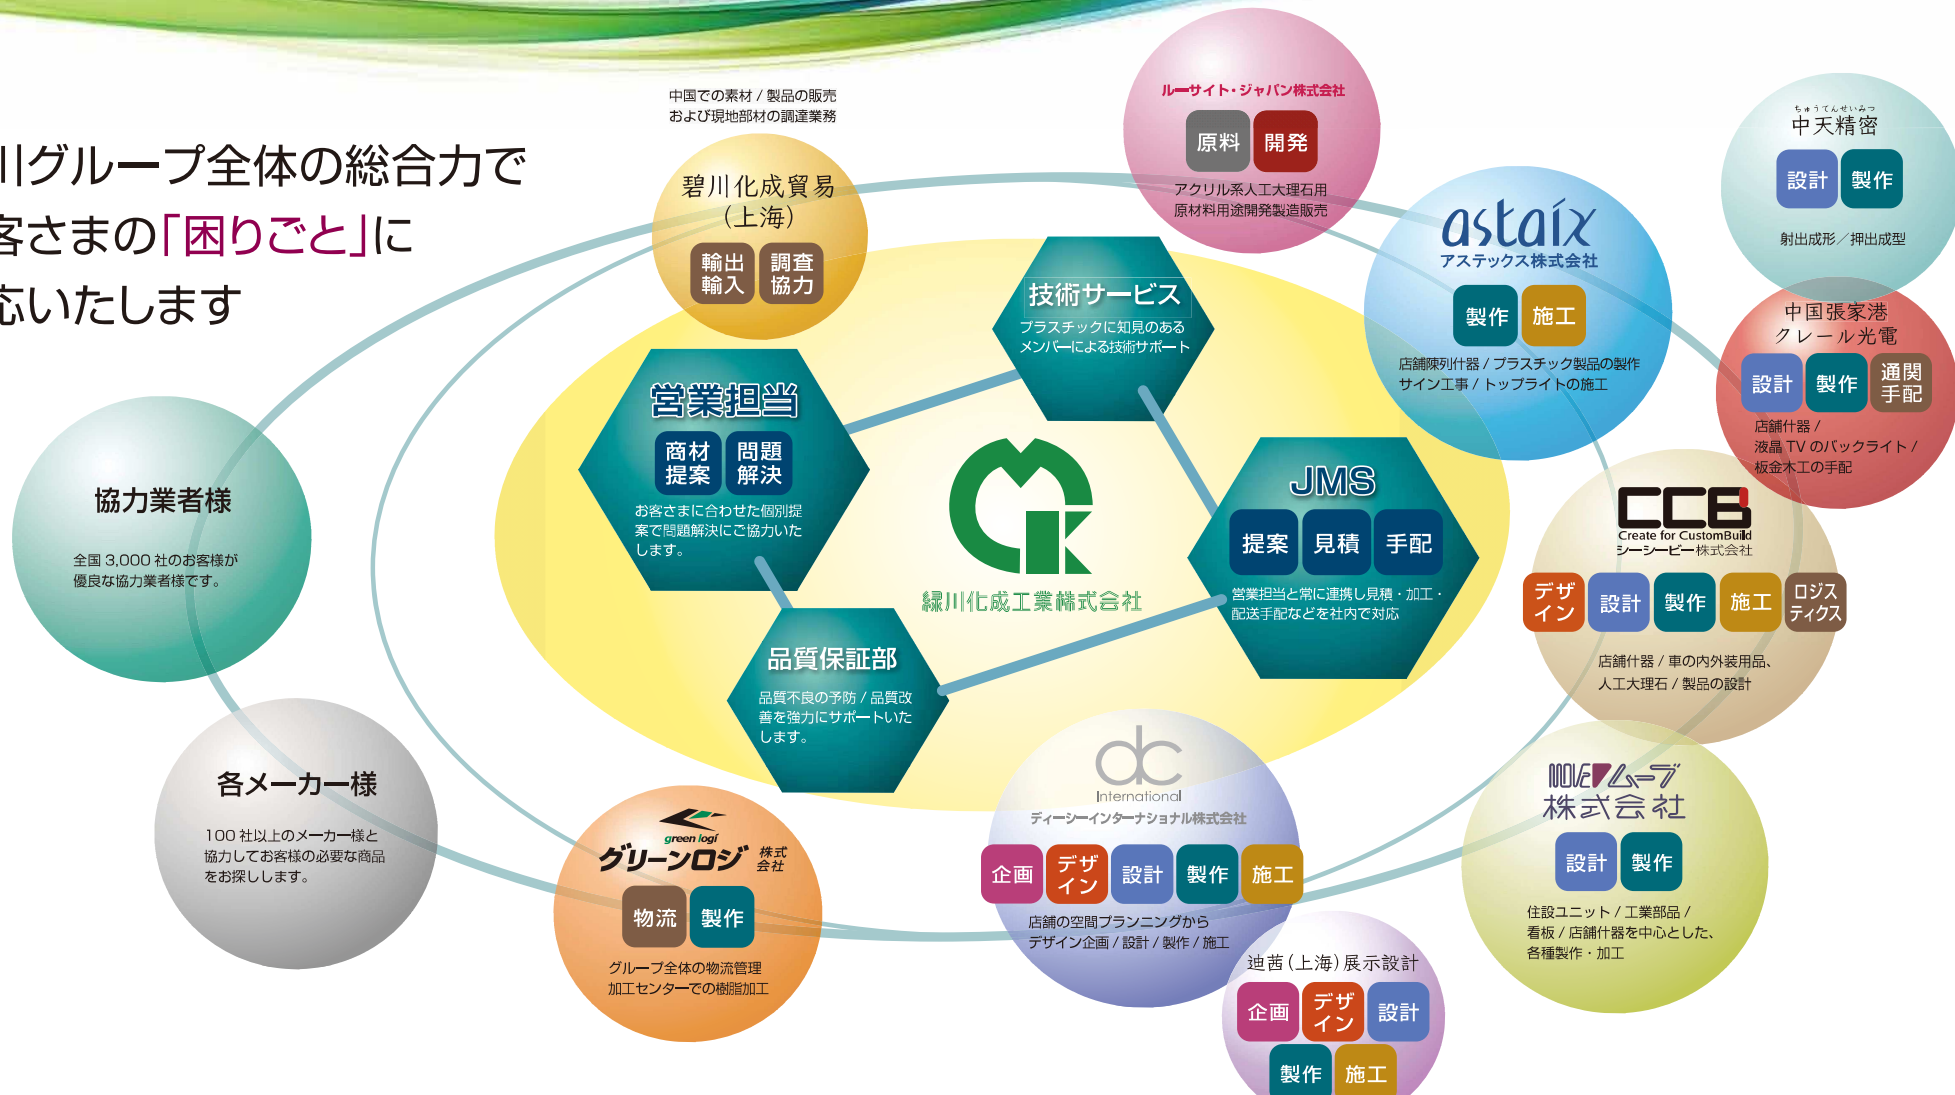 川グループ全体の総合力で
客さまの「困りごと」に
応いたします
中国での素材 / 製品の販売
および現地部材の調達業務
碧川化成貿易
(上海)
輸出
輸入
調査
協力
ルーサイト・ジャパン株式会社
原料
開発
アクリル系人工大理石用
原材料用途開発製造販売
astaix
アステックス株式会社
製作
施工
店舗陳列什器 / プラスチック製品の製作
サイン工事 / トップライトの施工
ちゅうてんせいみつ
中天精密
設計
製作
射出成形／押出成型
中国張家港
クレール光電
設計
製作
通関
手配
店舗什器 /
液晶 TV のバックライト /
板金木工の手配
技術サービス
プラスチックに知見のある
メンバーによる技術サポート
営業担当
商材
提案
問題
解決
お客さまに合わせた個別提
案で問題解決にご協力いた
します。
JMS
提案
見積
手配
営業担当と常に連携し見積・加工・
配送手配などを社内で対応
緑川化成工業株式会社
品質保証部
品質不良の予防 / 品質改
善を強力にサポートいた
します。
協力業者様
全国 3,000 社のお客様が
優良な協力業者様です。
各メーカー様
100 社以上のメーカー様と
協力してお客様の必要な商品
をお探しします。
CCB
Create for CustomBuild
シーシービー株式会社
デザ
イン
設計
製作
施工
ロジス
ティクス
店舗什器 / 車の内外装用品、
人工大理石 / 製品の設計
MOVE ムーブ
株式会社
設計
製作
住設ユニット / 工業部品 /
看板 / 店舗什器を中心とした、
各種製作・加工
green logi
グリーンロジ 株式
会社
物流
製作
グループ全体の物流管理
加工センターでの樹脂加工
dc
International
ディーシーインターナショナル株式会社
企画
デザ
イン
設計
製作
施工
店舗の空間プランニングから
デザイン企画 / 設計 / 製作 / 施工
迪茜(上海)展示設計
企画
デザ
イン
設計
製作
施工